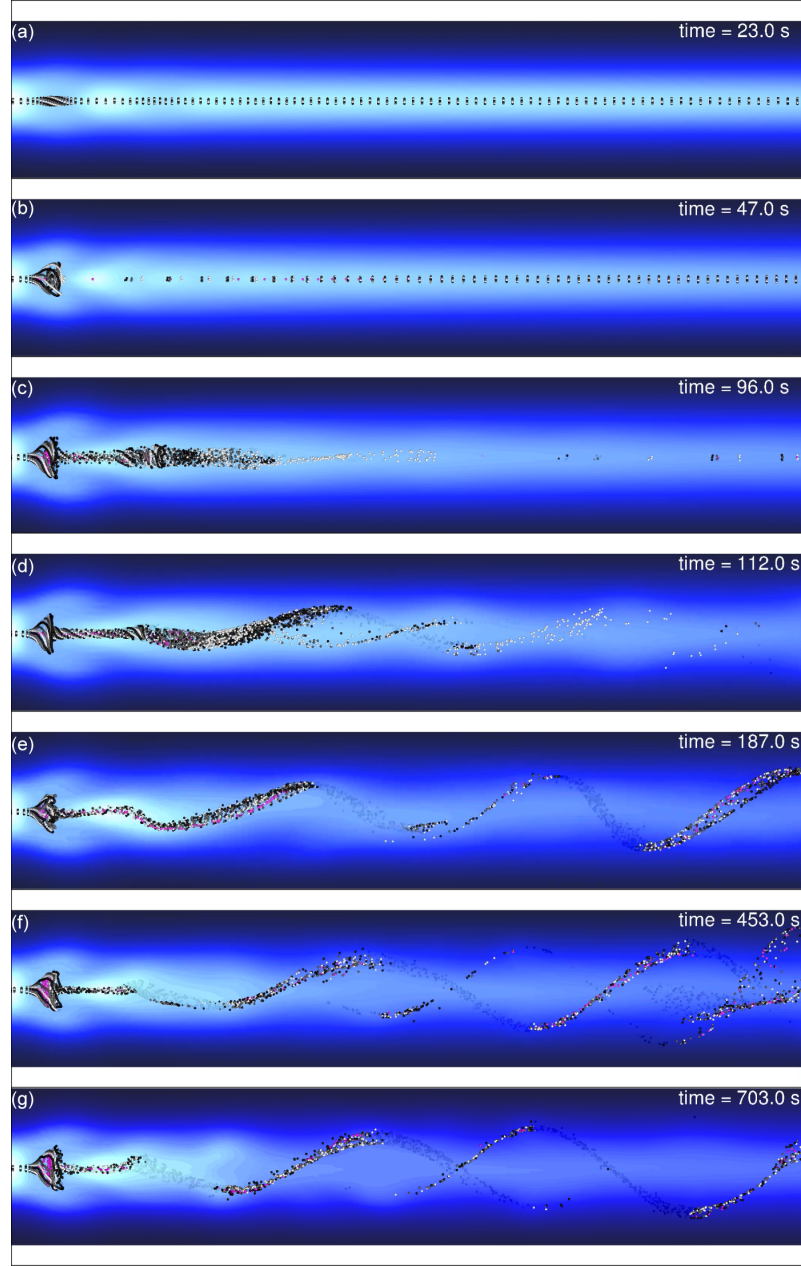 (a) time = 23.0 s
(b) time = 47.0 s
(c) time = 96.0 s
(d) time = 112.0 s
(e) time = 187.0 s
(f) time = 453.0 s
(g) time = 703.0 s